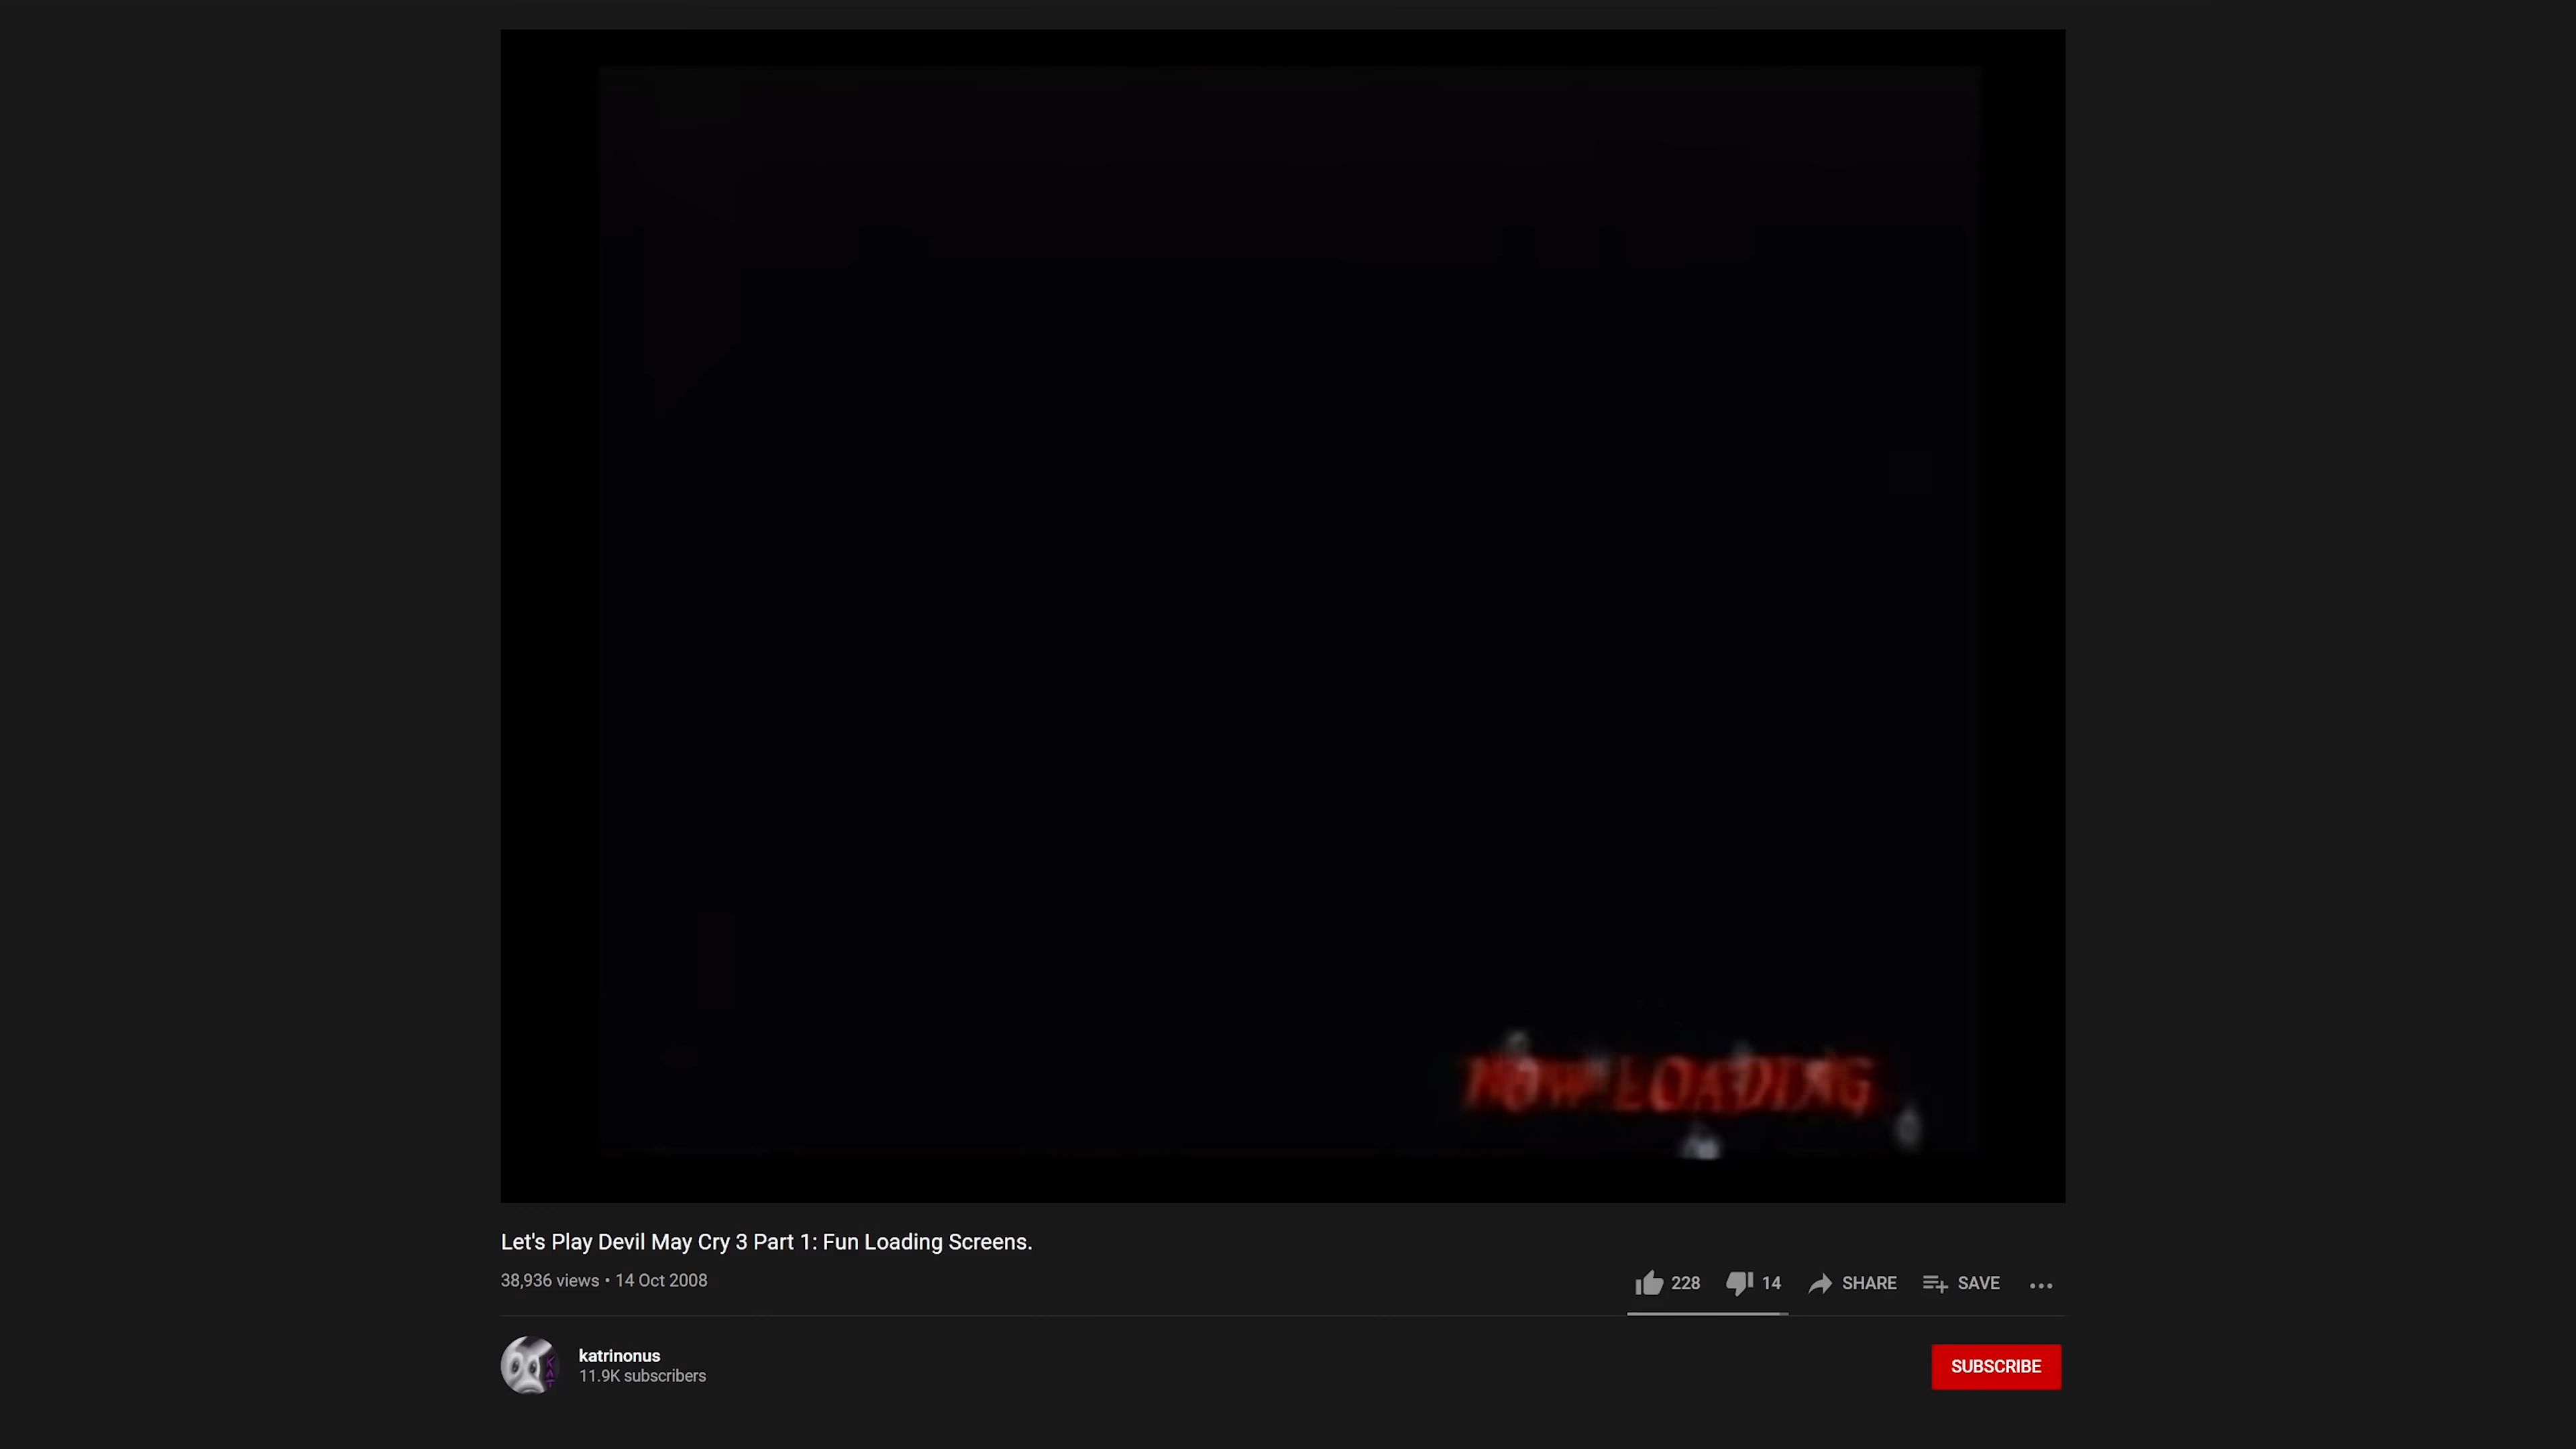 NOW LOADING
Let's Play Devil May Cry 3 Part 1: Fun Loading Screens.
38,936 views • 14 Oct 2008
228 14 SHARE SAVE
katrinonus
11.9K subscribers
SUBSCRIBE
KAT